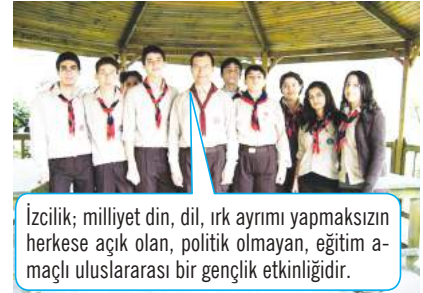 İzcilik; milliyet din, dil, ırk ayrımı yapmaksızın
herkese açık olan, politik olmayan, eğitim a-
maçlı uluslararası bir gençlik etkinliğidir.